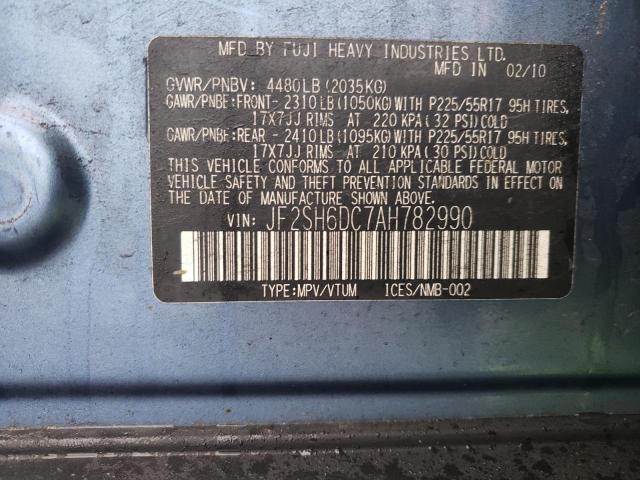 MFD BY FUJI HEAVY INDUSTRIES LTD.
MFD IN 02/10
GVWR/PNBV: 4480LB (2035KG)
GAWR/PNBE:FRONT- 2310LB (1050KG) WITH P225/55R17 95H TIRES,
17X7JJ RIMS AT 220 KPA (32 PSI) COLD
GAWR/PNBE:REAR - 2410LB (1095KG) WITH P225/55R17 95H TIRES,
17X7JJ RIMS AT 210 KPA (30 PSI) COLD
THIS VEHICLE CONFORMS TO ALL APPLICABLE FEDERAL MOTOR
VEHICLE SAFETY AND THEFT PREVENTION STANDARDS IN EFFECT ON
THE DATE OF MANUFACTURE SHOWN ABOVE.
VIN: JF2SH6DC7AH782990
TYPE:MPV/VTUM ICES/NMB-002